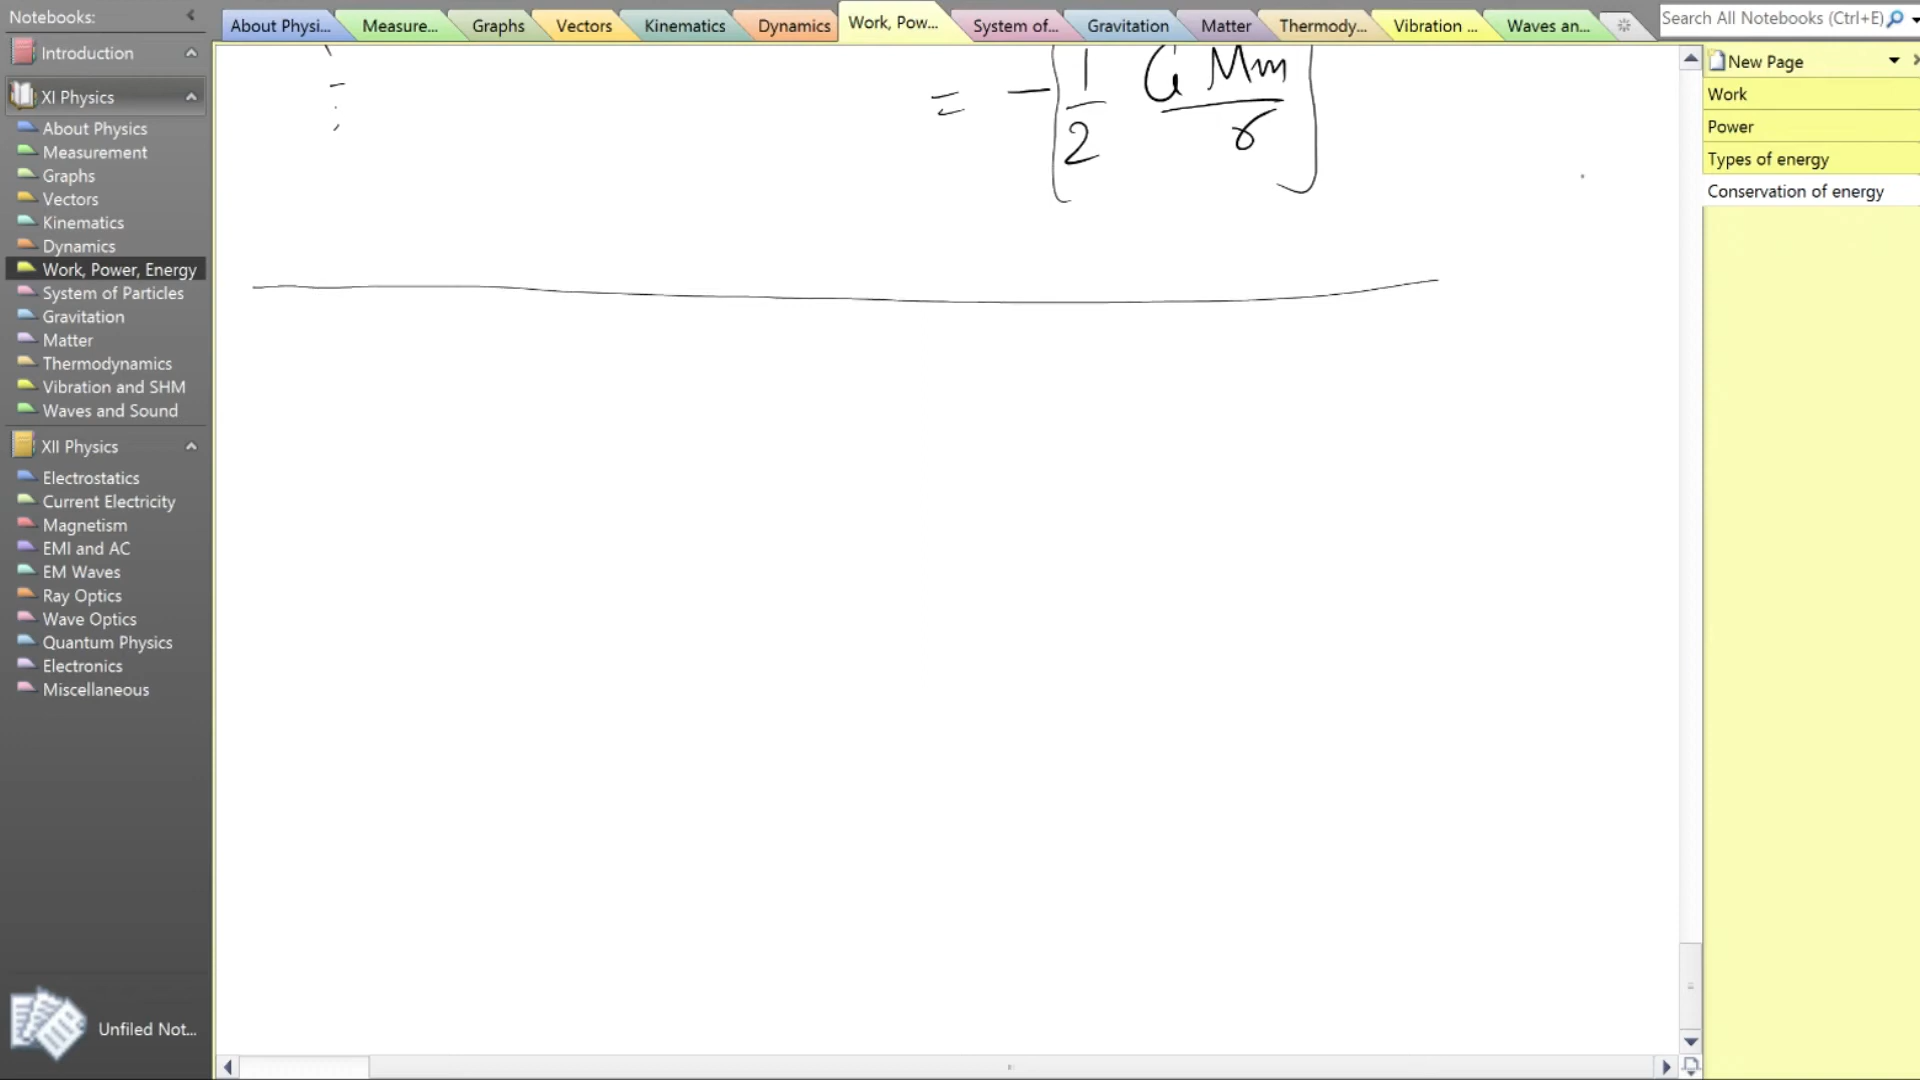 Notebooks:
Introduction
XI Physics
About Physics
Measurement
Graphs
Vectors
Kinematics
Dynamics
Work, Power, Energy
System of Particles
Gravitation
Matter
Thermodynamics
Vibration and SHM
Waves and Sound
XII Physics
Electrostatics
Current Electricity
Magnetism
EMI and AC
EM Waves
Ray Optics
Wave Optics
Quantum Physics
Electronics
Miscellaneous
Unfiled Not...
About Physi... Measure... Graphs Vectors Kinematics Dynamics Work, Pow... System of... Gravitation Matter Thermody... Vibration ... Waves an...
Search All Notebooks (Ctrl+E)
= - [ 1/2 G Mm / r ]
New Page
Work
Power
Types of energy
Conservation of energy